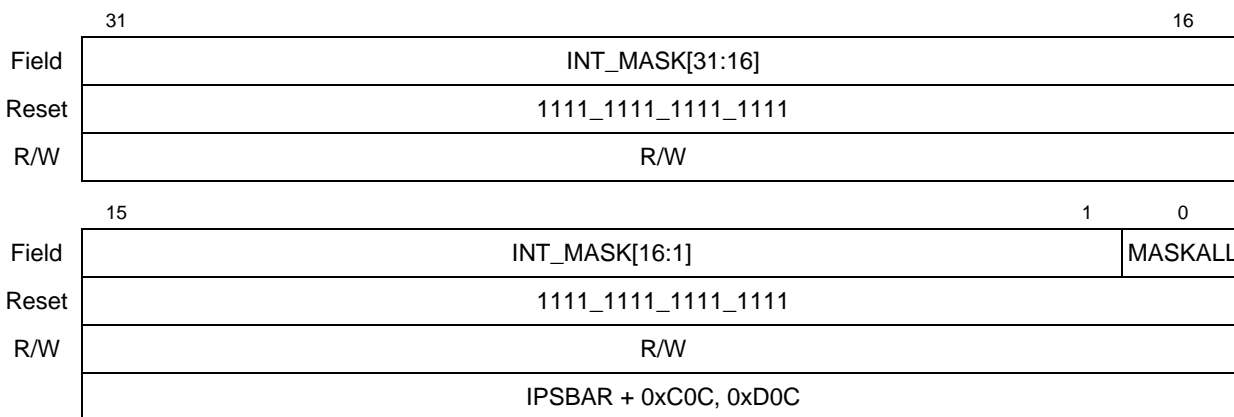 31 16
Field INT_MASK[31:16]
Reset 1111_1111_1111_1111
R/W R/W
15 1 0
Field INT_MASK[16:1] MASKALL
Reset 1111_1111_1111_1111
R/W R/W
IPSBAR + 0xC0C, 0xD0C